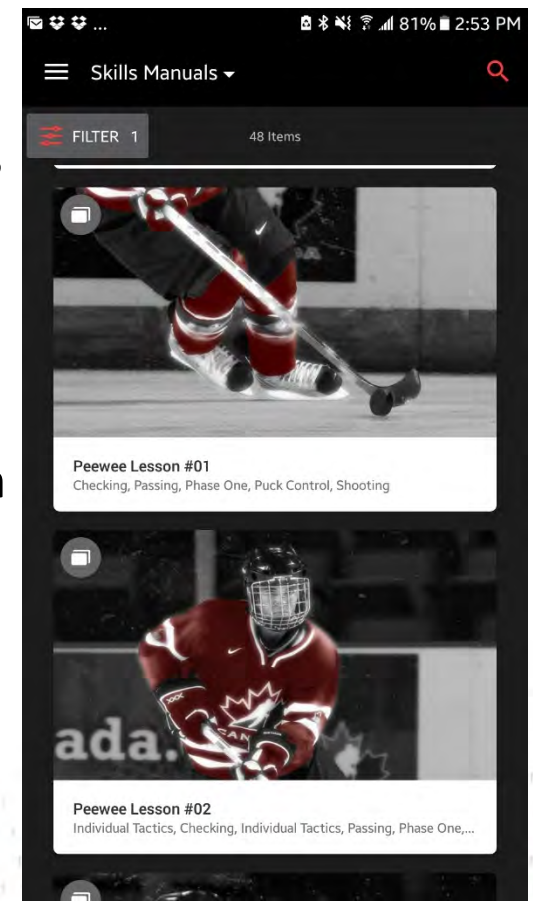 ... 81% 2:53 PM
Skills Manuals
FILTER 1 48 Items
Peewee Lesson #01
Checking, Passing, Phase One, Puck Control, Shooting
ada.
CAN
Peewee Lesson #02
Individual Tactics, Checking, Individual Tactics, Passing, Phase One,...